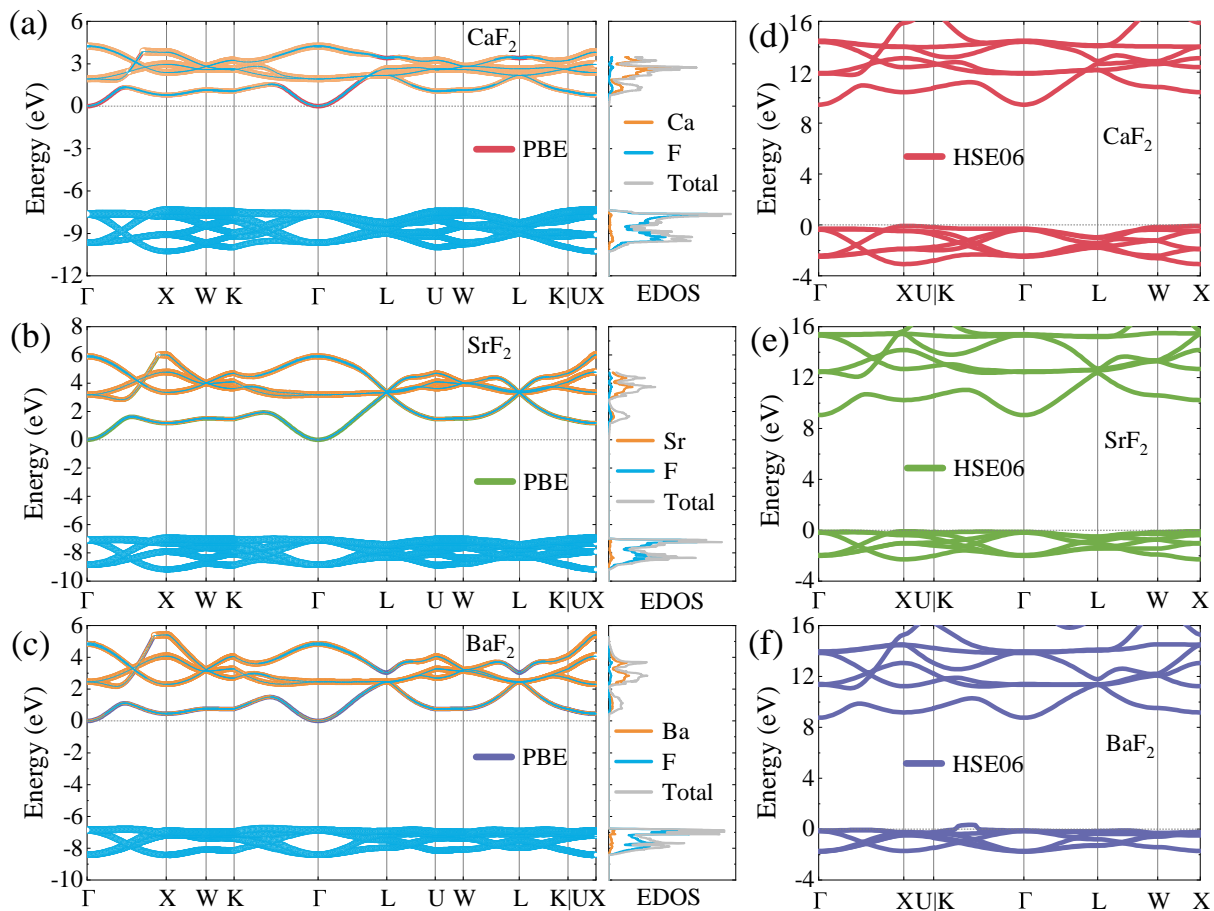 (a)
Energy (eV)
6
3
0
-3
-6
-9
-12
CaF2
PBE
Γ X W K Γ L U W L K|UX
Ca
F
Total
EDOS
(d)
Energy (eV)
16
12
8
4
0
-4
CaF2
HSE06
Γ XU|K Γ L W X
(b)
Energy (eV)
8
6
4
2
0
-2
-4
-6
-8
-10
SrF2
PBE
Γ X W K Γ L U W L K|UX
Sr
F
Total
EDOS
(e)
Energy (eV)
16
12
8
4
0
-4
SrF2
HSE06
Γ XU|K Γ L W X
(c)
Energy (eV)
6
4
2
0
-2
-4
-6
-8
-10
BaF2
PBE
Γ X W K Γ L U W L K|UX
Ba
F
Total
EDOS
(f)
Energy (eV)
16
12
8
4
0
-4
BaF2
HSE06
Γ XU|K Γ L W X